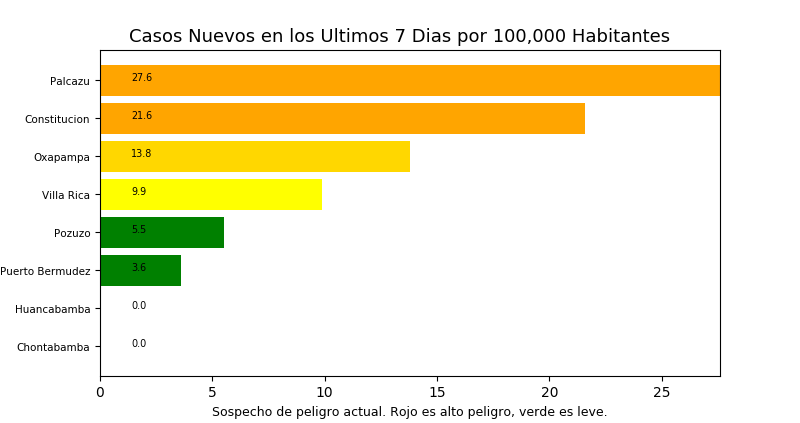 Casos Nuevos en los Ultimos 7 Dias por 100,000 Habitantes
Palcazu 27.6
Constitucion 21.6
Oxapampa 13.8
Villa Rica 9.9
Pozuzo 5.5
Puerto Bermudez 3.6
Huancabamba 0.0
Chontabamba 0.0
0 5 10 15 20 25
Sospecho de peligro actual. Rojo es alto peligro, verde es leve.